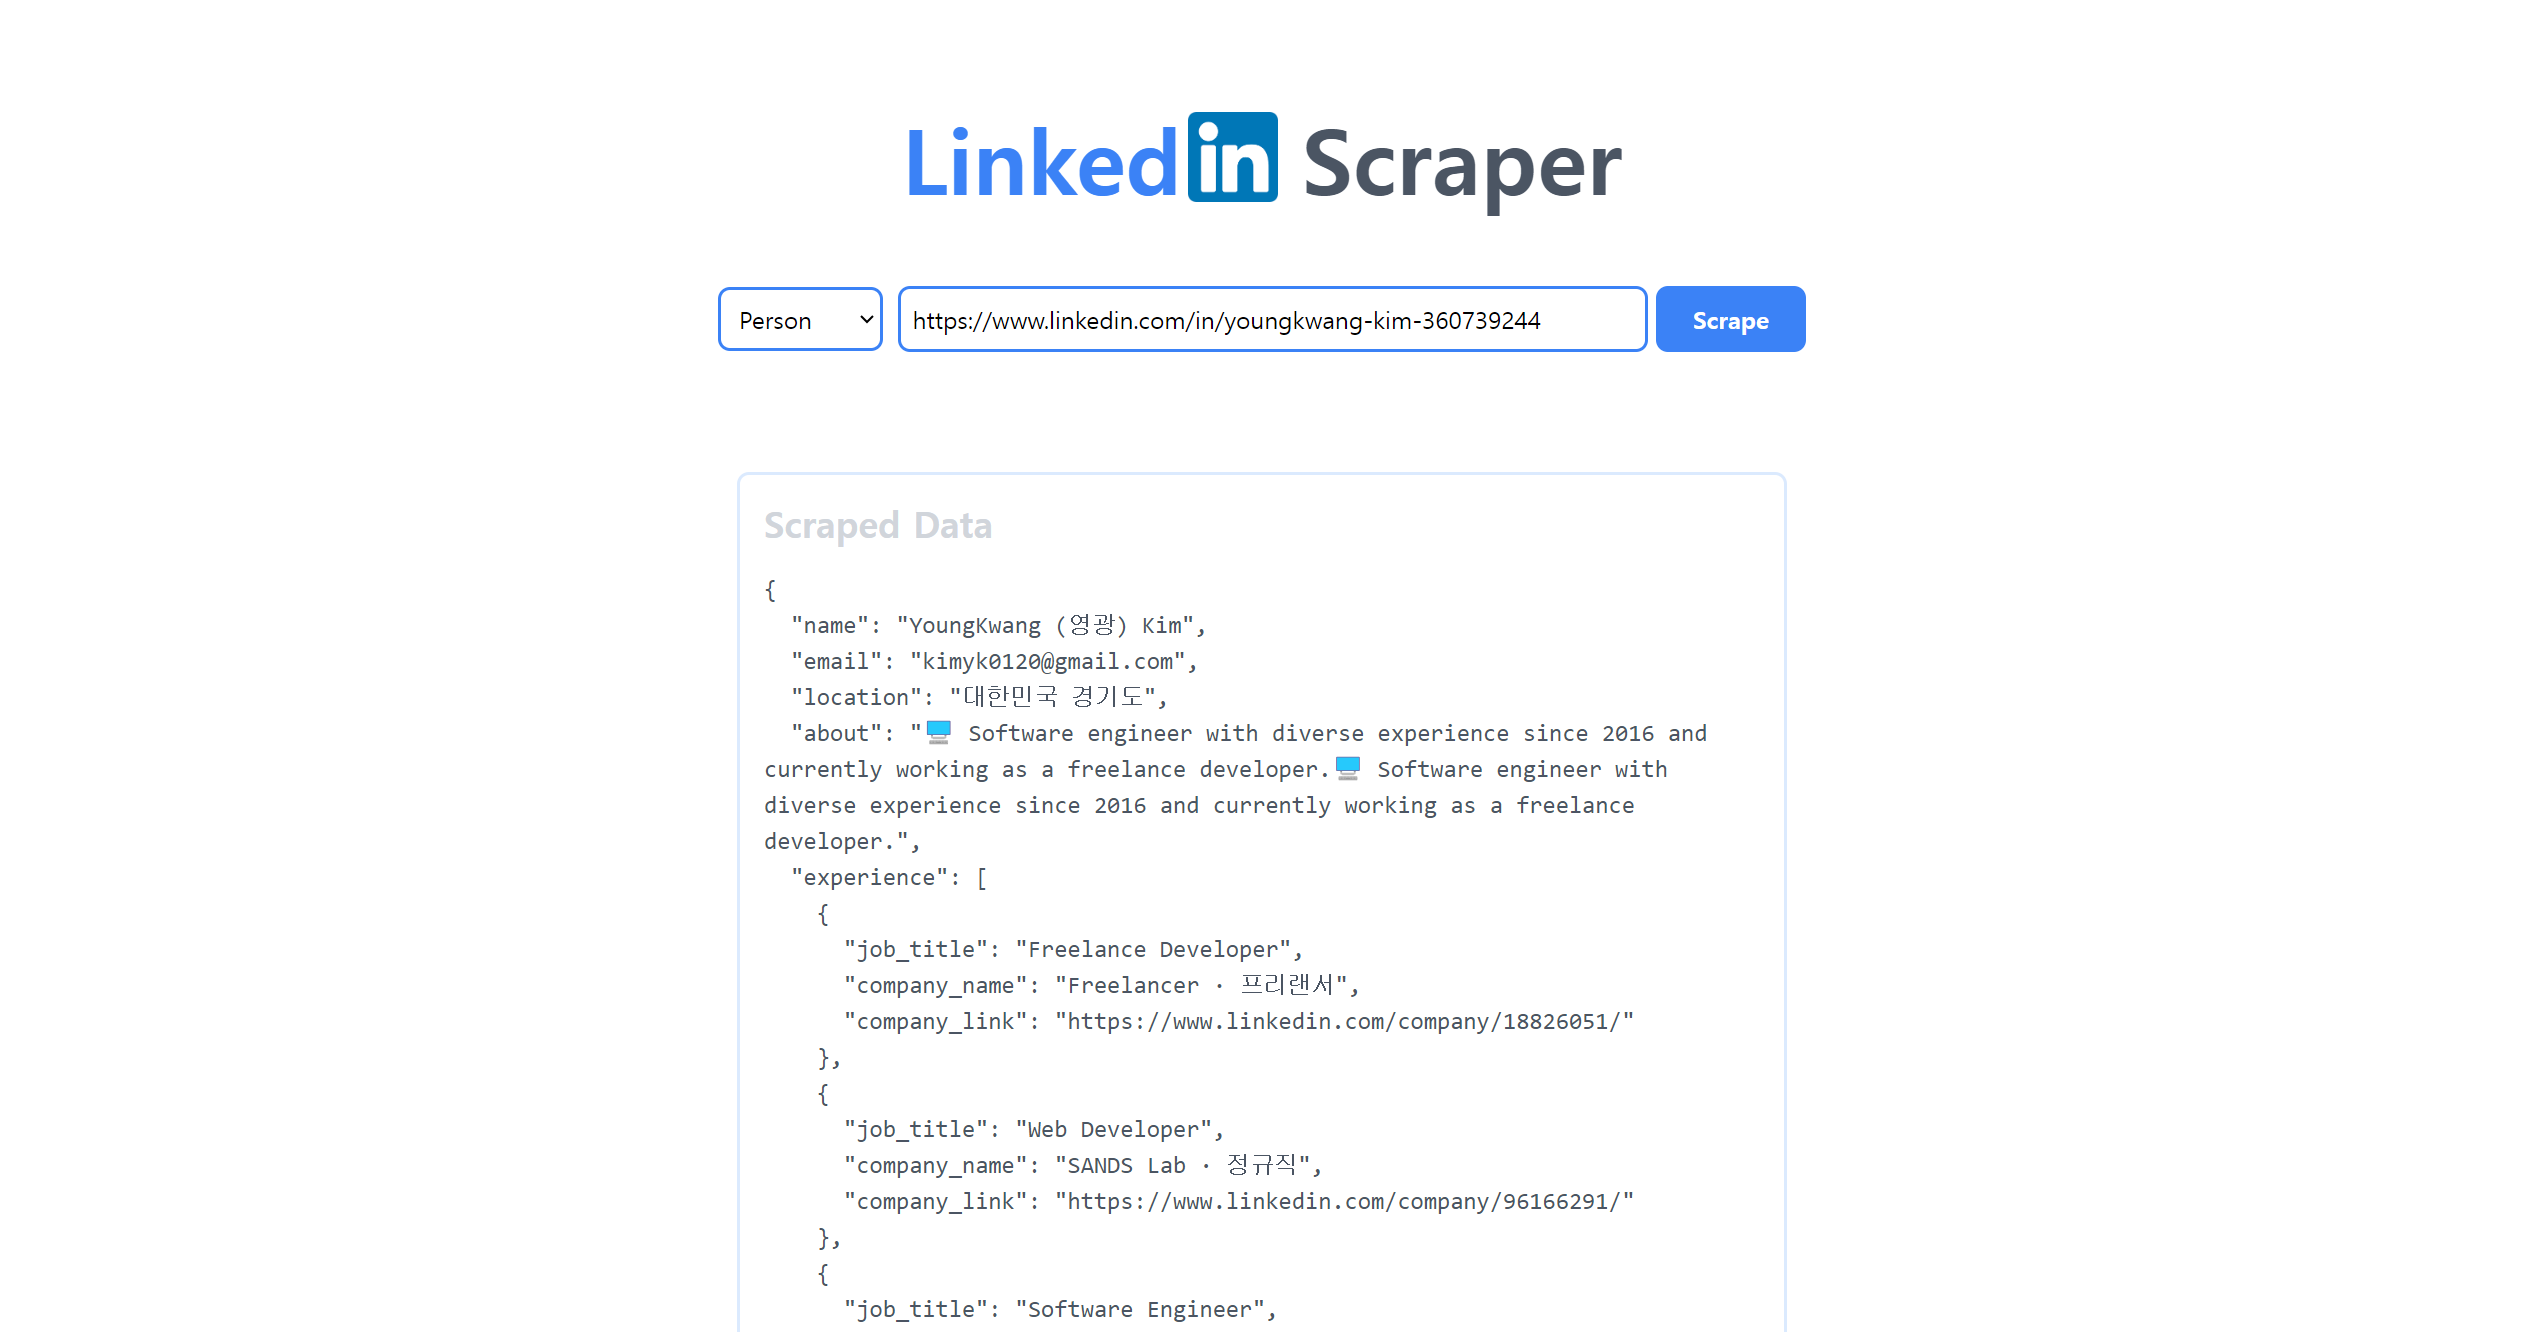 Linkedin Scraper
Person
https://www.linkedin.com/in/youngkwang-kim-360739244
Scrape
Scraped Data
{
"name": "YoungKwang (영광) Kim",
"email": "kimyk0120@gmail.com",
"location": "대한민국 경기도",
"about": "🖥️ Software engineer with diverse experience since 2016 and
currently working as a freelance developer.🖥️ Software engineer with
diverse experience since 2016 and currently working as a freelance
developer.",
"experience": [
{
"job_title": "Freelance Developer",
"company_name": "Freelancer · 프리랜서",
"company_link": "https://www.linkedin.com/company/18826051/"
},
{
"job_title": "Web Developer",
"company_name": "SANDS Lab · 정규직",
"company_link": "https://www.linkedin.com/company/96166291/"
},
{
"job_title": "Software Engineer",